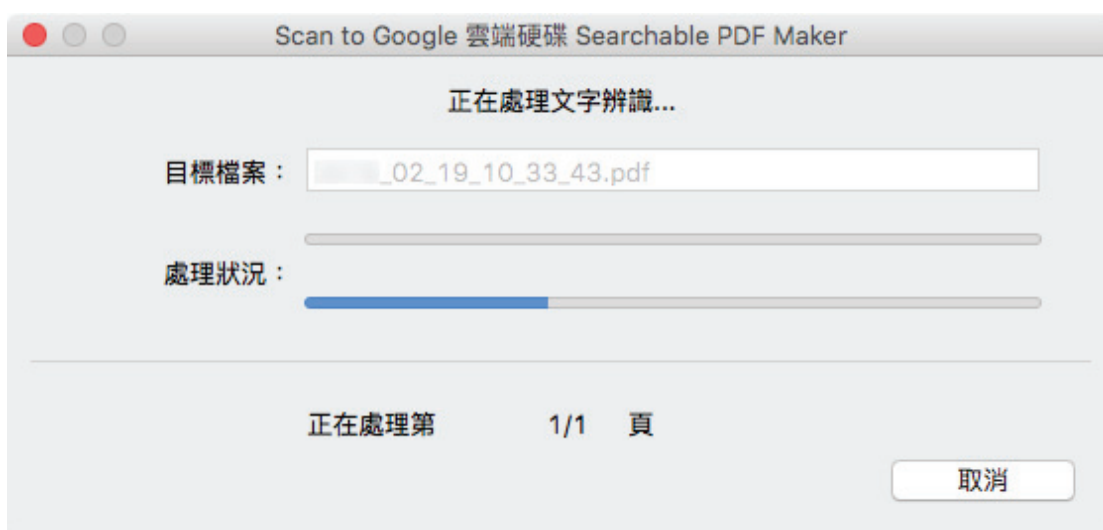 Scan to Google 雲端硬碟 Searchable PDF Maker
正在處理文字辨識...
目標檔案： _02_19_10_33_43.pdf
處理狀況：
正在處理第 1/1 頁
取消